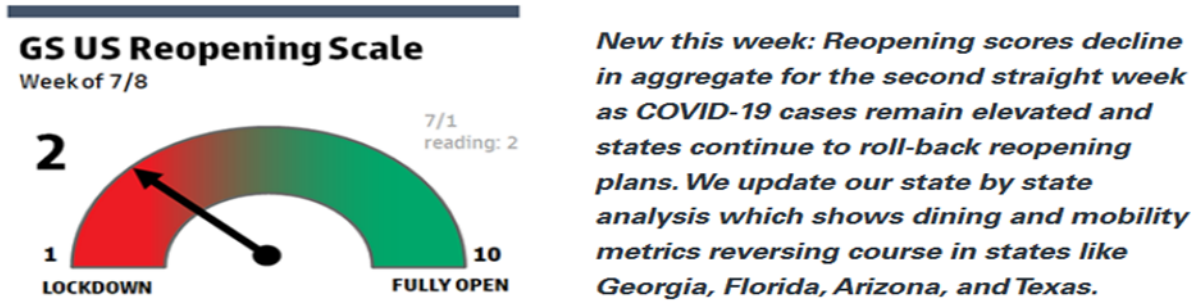 GS US Reopening Scale
Week of 7/8
7/1
reading: 2
2
1
10
LOCKDOWN
FULLY OPEN
New this week: Reopening scores decline
in aggregate for the second straight week
as COVID-19 cases remain elevated and
states continue to roll-back reopening
plans. We update our state by state
analysis which shows dining and mobility
metrics reversing course in states like
Georgia, Florida, Arizona, and Texas.